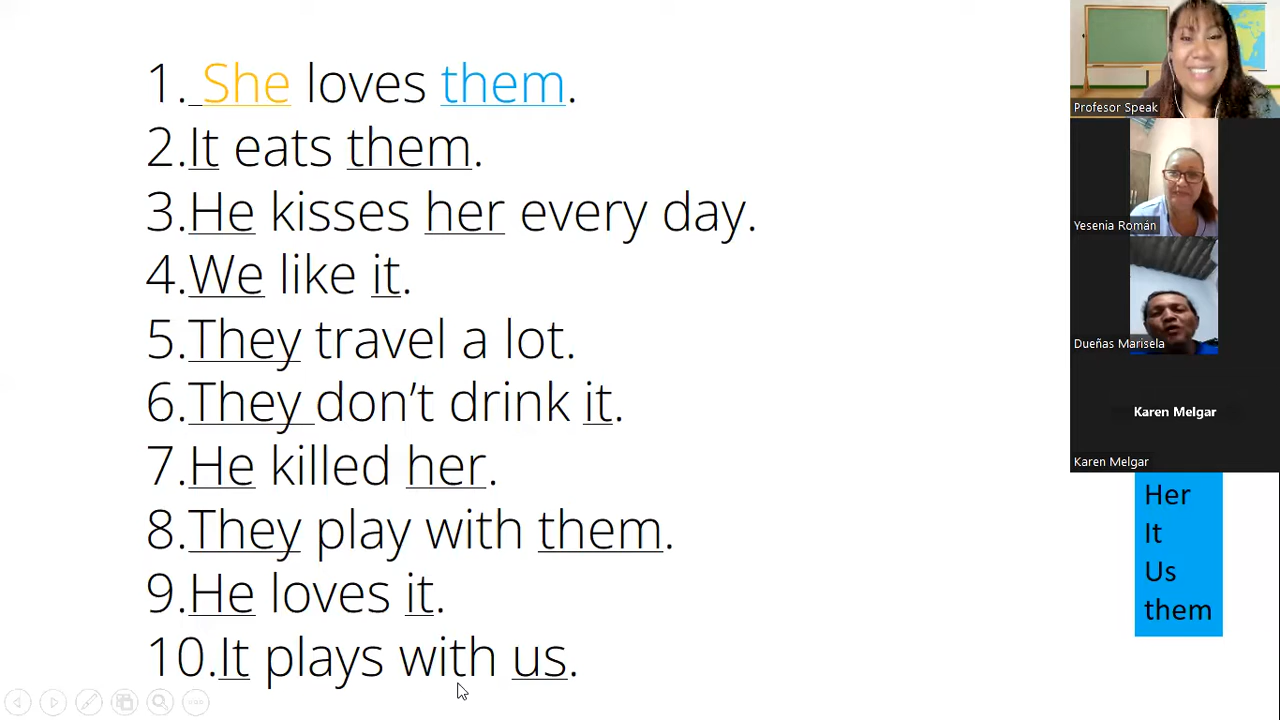 1. She loves them.
2.It eats them.
3.He kisses her every day.
4.We like it.
5.They travel a lot.
6.They don’t drink it.
7.He killed her.
8.They play with them.
9.He loves it.
10.It plays with us.
Profesor Speak
Yesenia Román
Dueñas Marisela
Karen Melgar
Karen Melgar
Her
It
Us
them